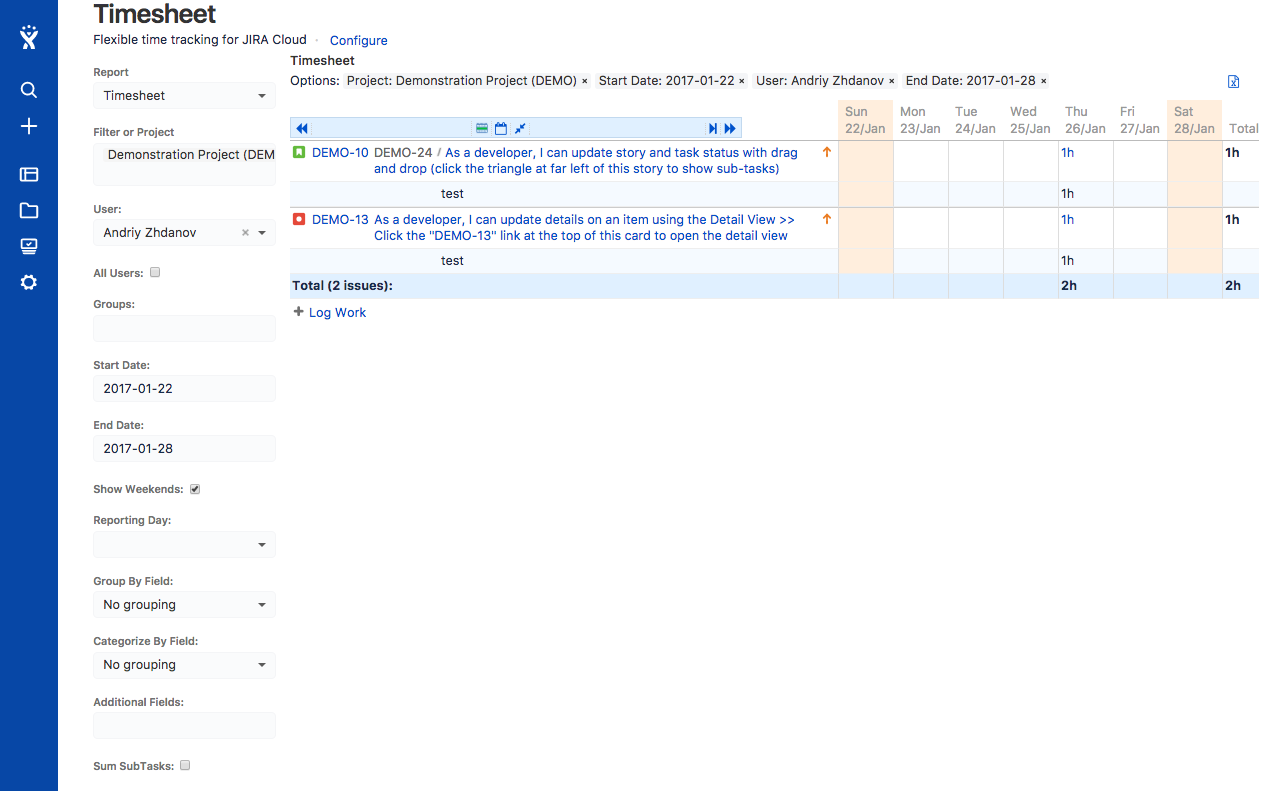 Timesheet
Flexible time tracking for JIRA Cloud · Configure
Report
Timesheet
Filter or Project
Demonstration Project (DEM
User:
Andriy Zhdanov ×
All Users:
Groups:
Start Date:
2017-01-22
End Date:
2017-01-28
Show Weekends:
Reporting Day:
Group By Field:
No grouping
Categorize By Field:
No grouping
Additional Fields:
Sum SubTasks:
Timesheet
Options: Project: Demonstration Project (DEMO) × Start Date: 2017-01-22 × User: Andriy Zhdanov × End Date: 2017-01-28 ×
Sun Mon Tue Wed Thu Fri Sat
22/Jan 23/Jan 24/Jan 25/Jan 26/Jan 27/Jan 28/Jan Total
DEMO-10 DEMO-24 / As a developer, I can update story and task status with drag 1h 1h
and drop (click the triangle at far left of this story to show sub-tasks)
test 1h
DEMO-13 As a developer, I can update details on an item using the Detail View >> 1h 1h
Click the "DEMO-13" link at the top of this card to open the detail view
test 1h
Total (2 issues): 2h 2h
+ Log Work